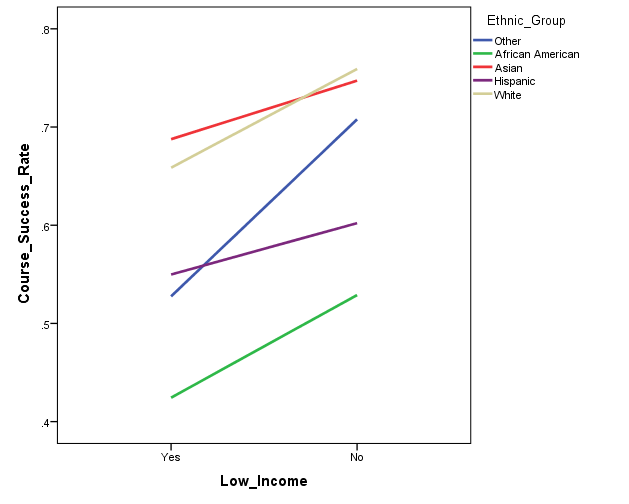 Ethnic_Group
Other
African American
Asian
Hispanic
White
Course_Success_Rate
.8
.7
.6
.5
.4
Yes
No
Low_Income